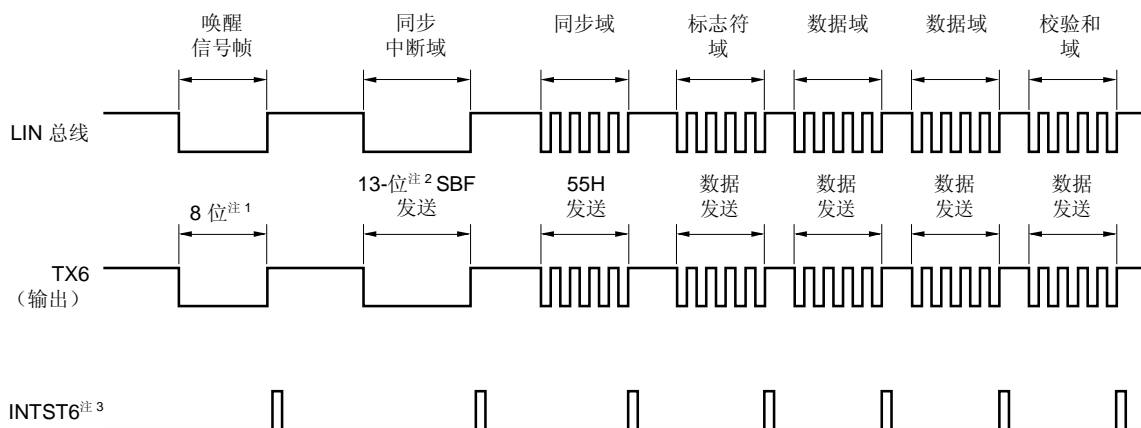 唤醒
信号帧
同步
中断域
同步域
标志符
域
数据域
数据域
校验和
域
LIN 总线
8 位注 1
13-位注 2 SBF
发送
55H
发送
数据
发送
数据
发送
数据
发送
数据
发送
TX6
（输出）
INTST6注 3